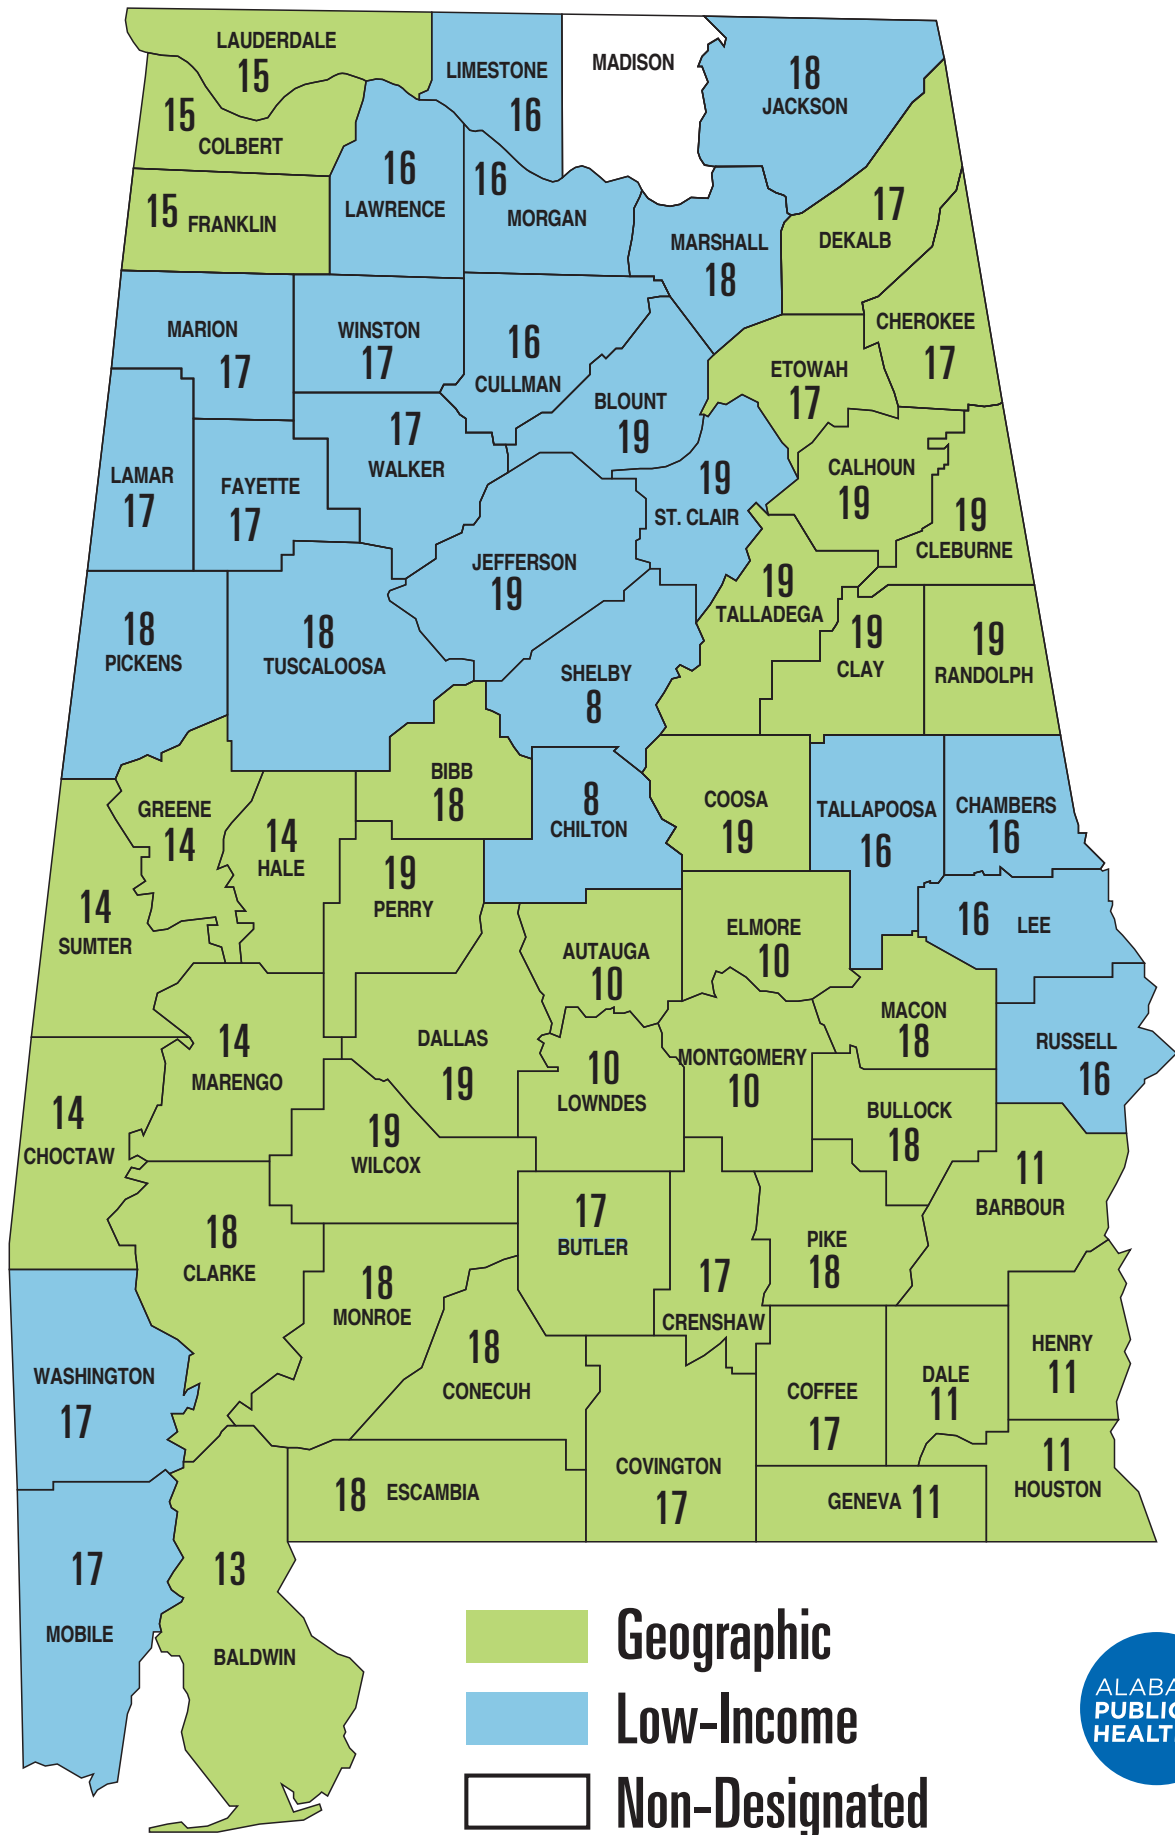 LAUDERDALE
15
LIMESTONE
16
MADISON
18
JACKSON
15
COLBERT
16
LAWRENCE
16
MORGAN
15 FRANKLIN
MARSHALL
18
17
DEKALB
MARION
17
WINSTON
17
16
CULLMAN
CHEROKEE
17
ETOWAH
17
BLOUNT
19
LAMAR
17
FAYETTE
17
17
WALKER
19
ST. CLAIR
CALHOUN
19
19
CLEBURNE
JEFFERSON
19
19
TALLADEGA
18
PICKENS
18
TUSCALOOSA
SHELBY
8
19
CLAY
19
RANDOLPH
BIBB
18
8
CHILTON
COOSA
19
TALLAPOOSA
16
CHAMBERS
16
GREENE
14
14
HALE
19
PERRY
14
SUMTER
AUTAUGA
10
ELMORE
10
16 LEE
14
MARENGO
DALLAS
19
10
LOWNDES
MONTGOMERY
10
MACON
18
RUSSELL
16
14
CHOCTAW
19
WILCOX
BULLOCK
18
11
BARBOUR
18
CLARKE
17
BUTLER
17
CRENSHAW
PIKE
18
18
MONROE
18
CONECUH
WASHINGTON
17
COFFEE
17
DALE
11
HENRY
11
18 ESCAMBIA
COVINGTON
17
GENEVA 11
11
HOUSTON
17
MOBILE
13
BALDWIN
Geographic
Low-Income
Non-Designated
ALABA
PUBLIC
HEALT